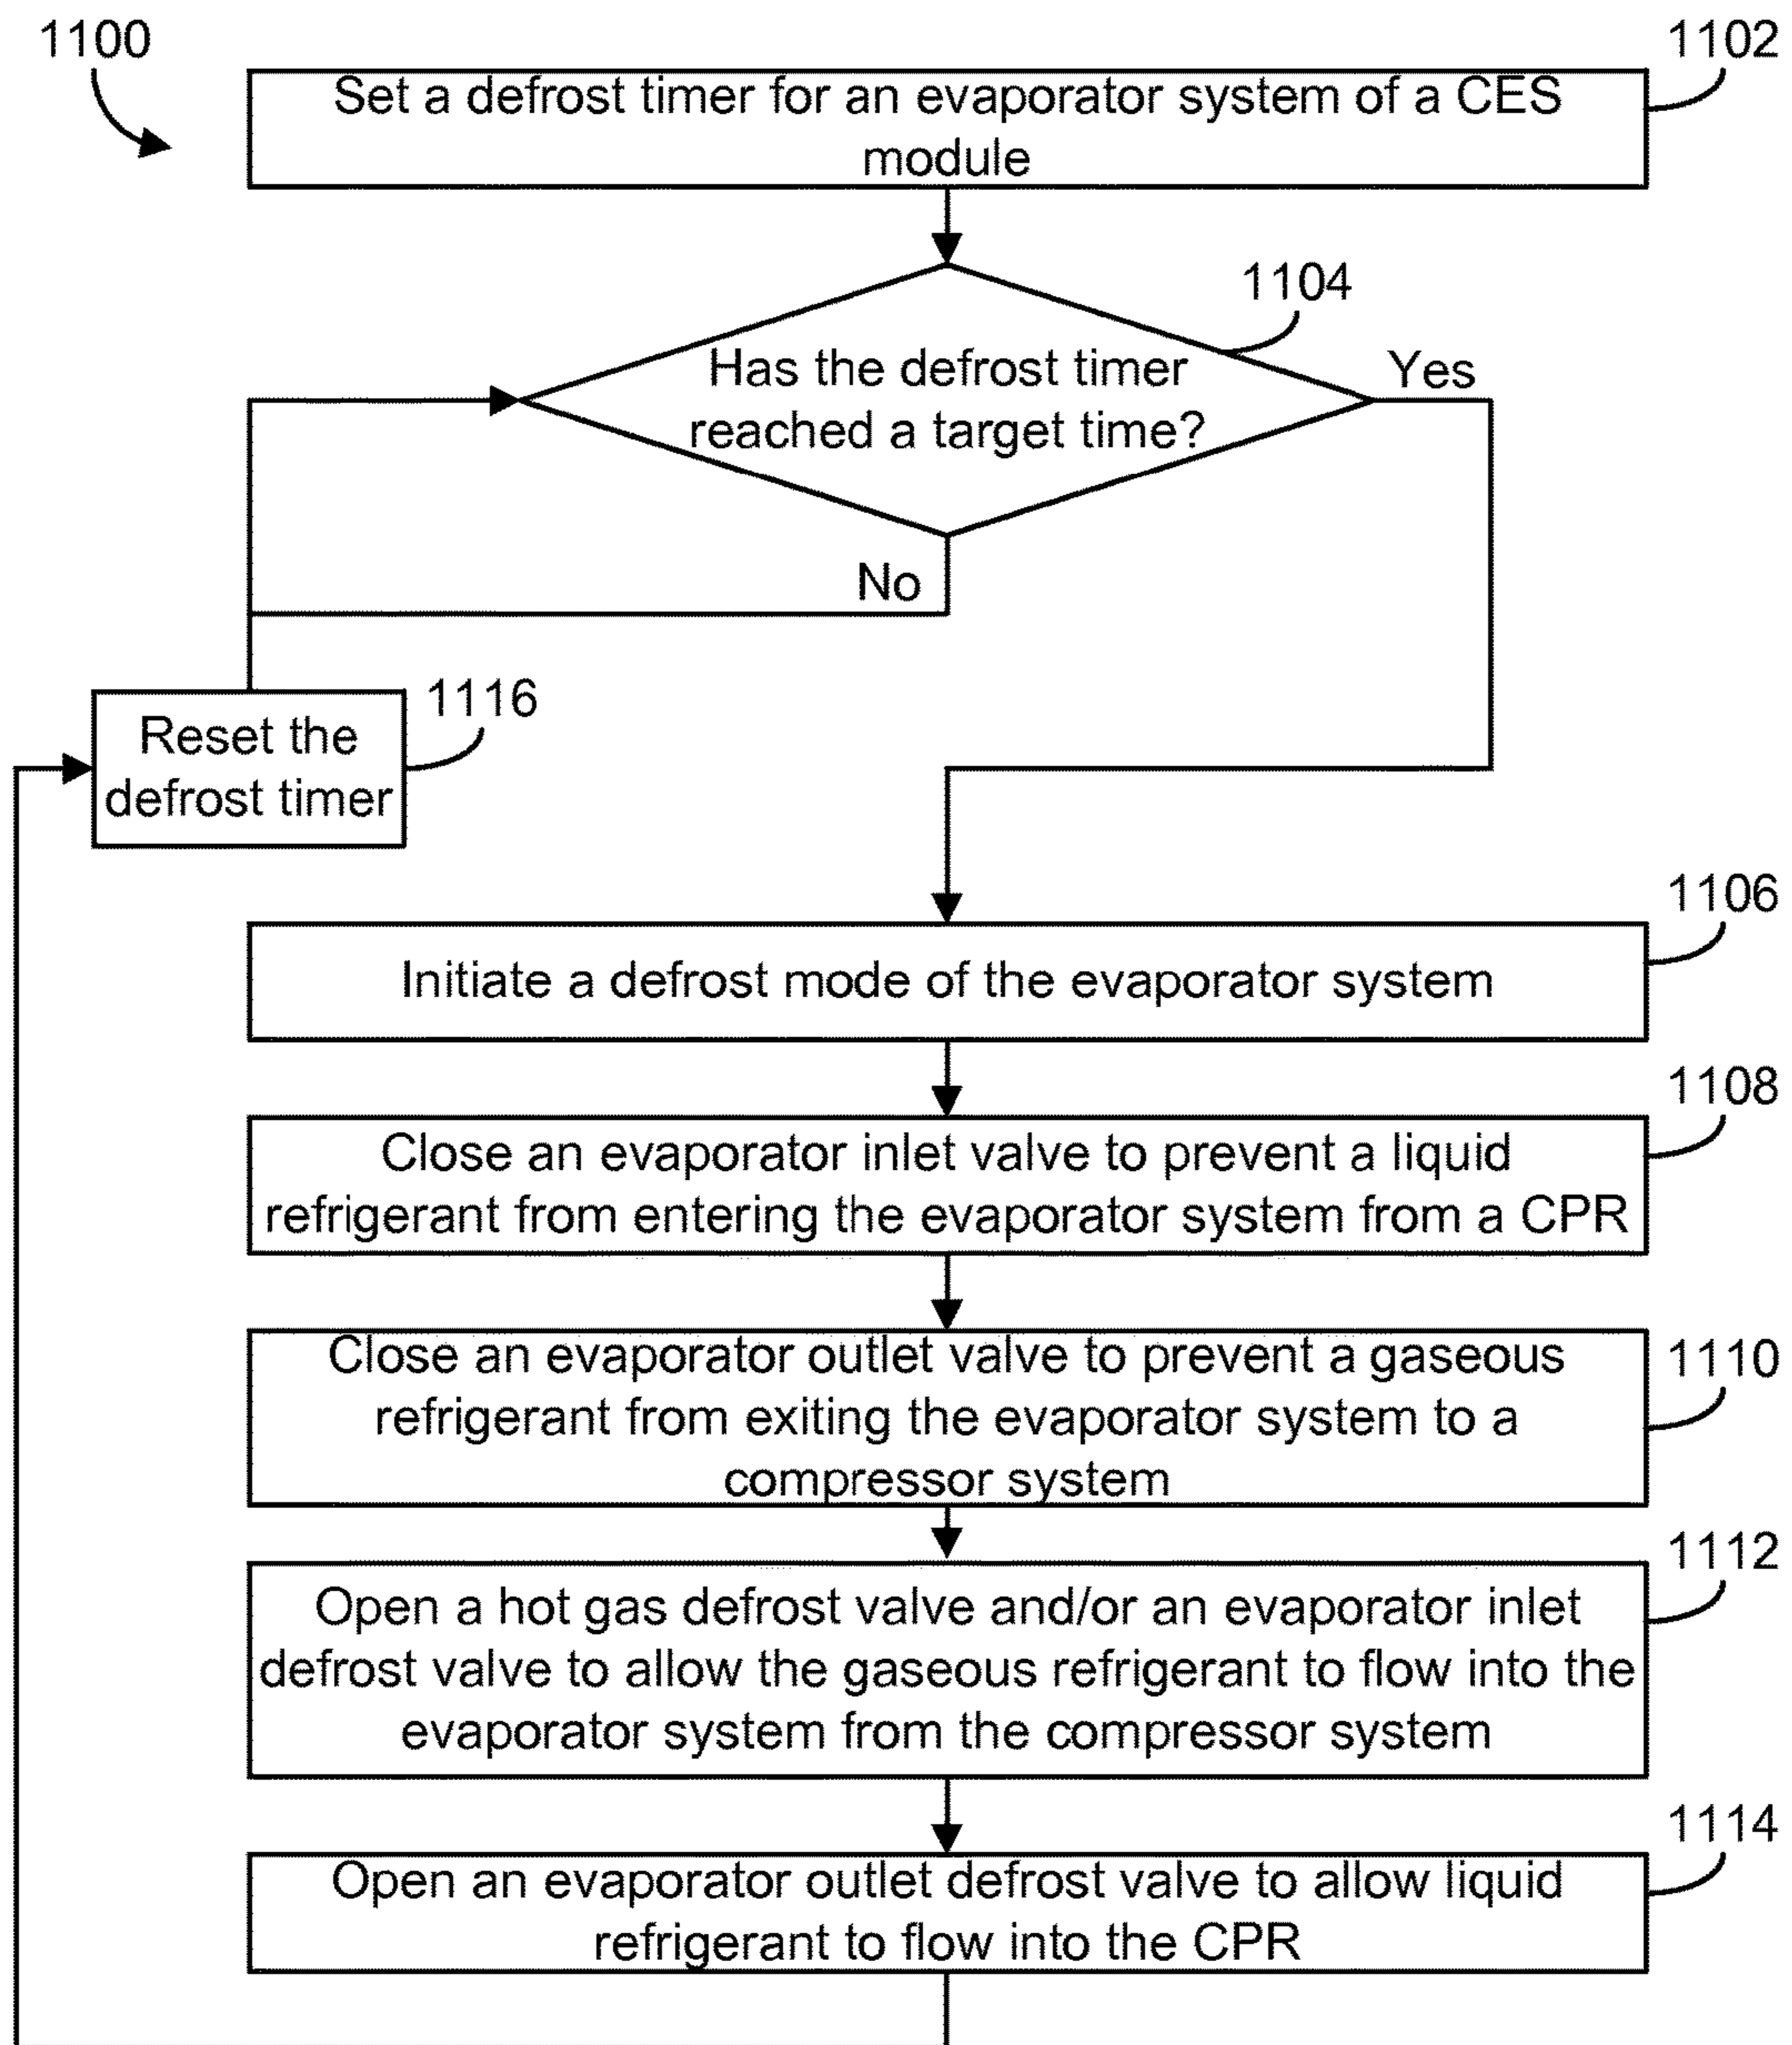 1100
1102
Set a defrost timer for an evaporator system of a CES
module
1104
Has the defrost timer
reached a target time?
Yes
No
1116
Reset the
defrost timer
1106
Initiate a defrost mode of the evaporator system
1108
Close an evaporator inlet valve to prevent a liquid
refrigerant from entering the evaporator system from a CPR
1110
Close an evaporator outlet valve to prevent a gaseous
refrigerant from exiting the evaporator system to a
compressor system
1112
Open a hot gas defrost valve and/or an evaporator inlet
defrost valve to allow the gaseous refrigerant to flow into the
evaporator system from the compressor system
1114
Open an evaporator outlet defrost valve to allow liquid
refrigerant to flow into the CPR